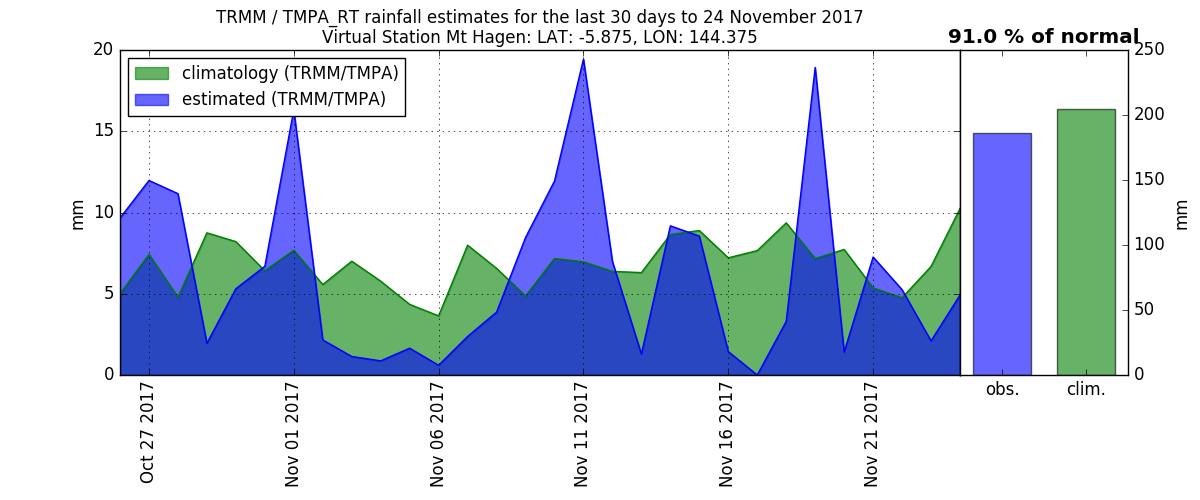 TRMM / TMPA_RT rainfall estimates for the last 30 days to 24 November 2017
Virtual Station Mt Hagen: LAT: -5.875, LON: 144.375
91.0 % of normal
climatology (TRMM/TMPA)
estimated (TRMM/TMPA)
20
15
10
5
0
mm
250
200
150
100
50
0
mm
Oct 27 2017
Nov 01 2017
Nov 06 2017
Nov 11 2017
Nov 16 2017
Nov 21 2017
obs.
clim.